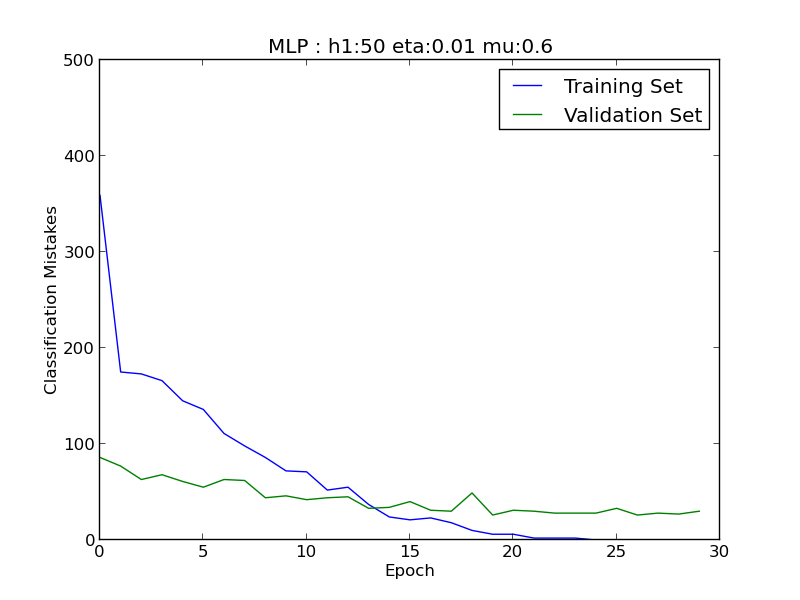 MLP : h1:50 eta:0.01 mu:0.6
Training Set
Validation Set
Classification Mistakes
500
400
300
200
100
0
0 5 10 15 20 25 30
Epoch